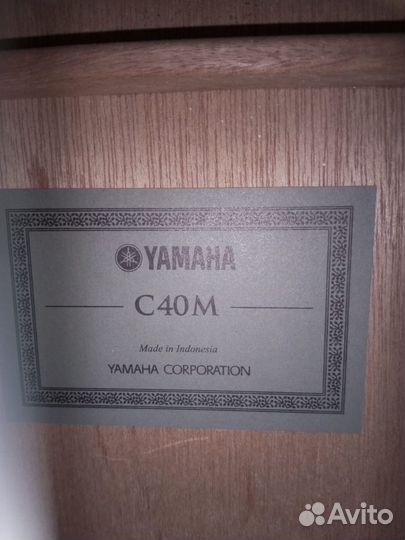 YAMAHA
C40M
Made in Indonesia
YAMAHA CORPORATION
Avito